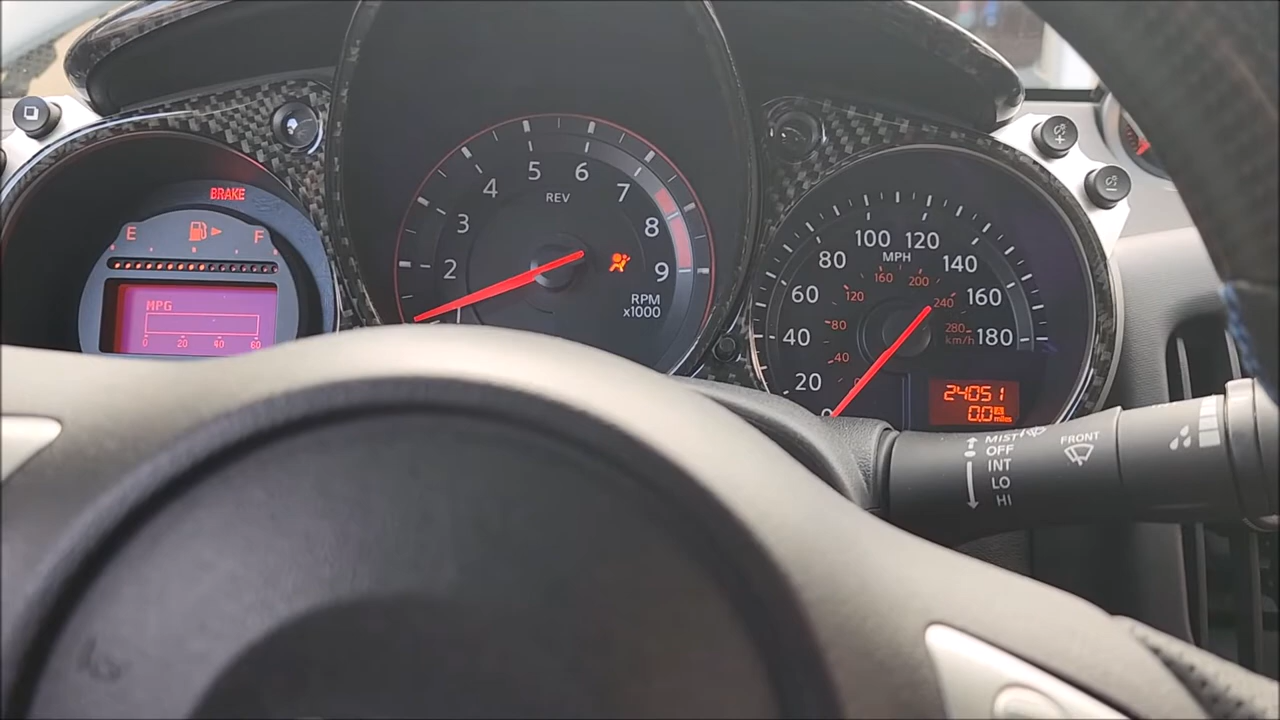 BRAKE
E F
MPG
0 20 40 60
2 3 4 5 6 7 8 9
REV
RPM
x1000
20 40 60 80 100 120 140 160 180
MPH
40 80 120 160 200 240 280
km/h
24051
0.0 A
miles
MIST
OFF
INT
LO
HI
FRONT